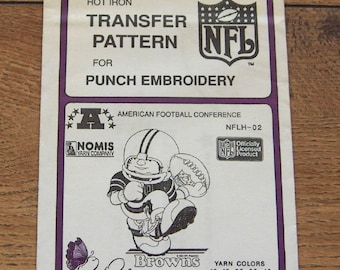 HOT IRON
TRANSFER
PATTERN
FOR
PUNCH EMBROIDERY
NFL
A
AMERICAN FOOTBALL CONFERENCE
NFLH-02
NOMIS
YARN COMPANY
NFL
Officially
Licensed
Product
Browns
YARN COLORS